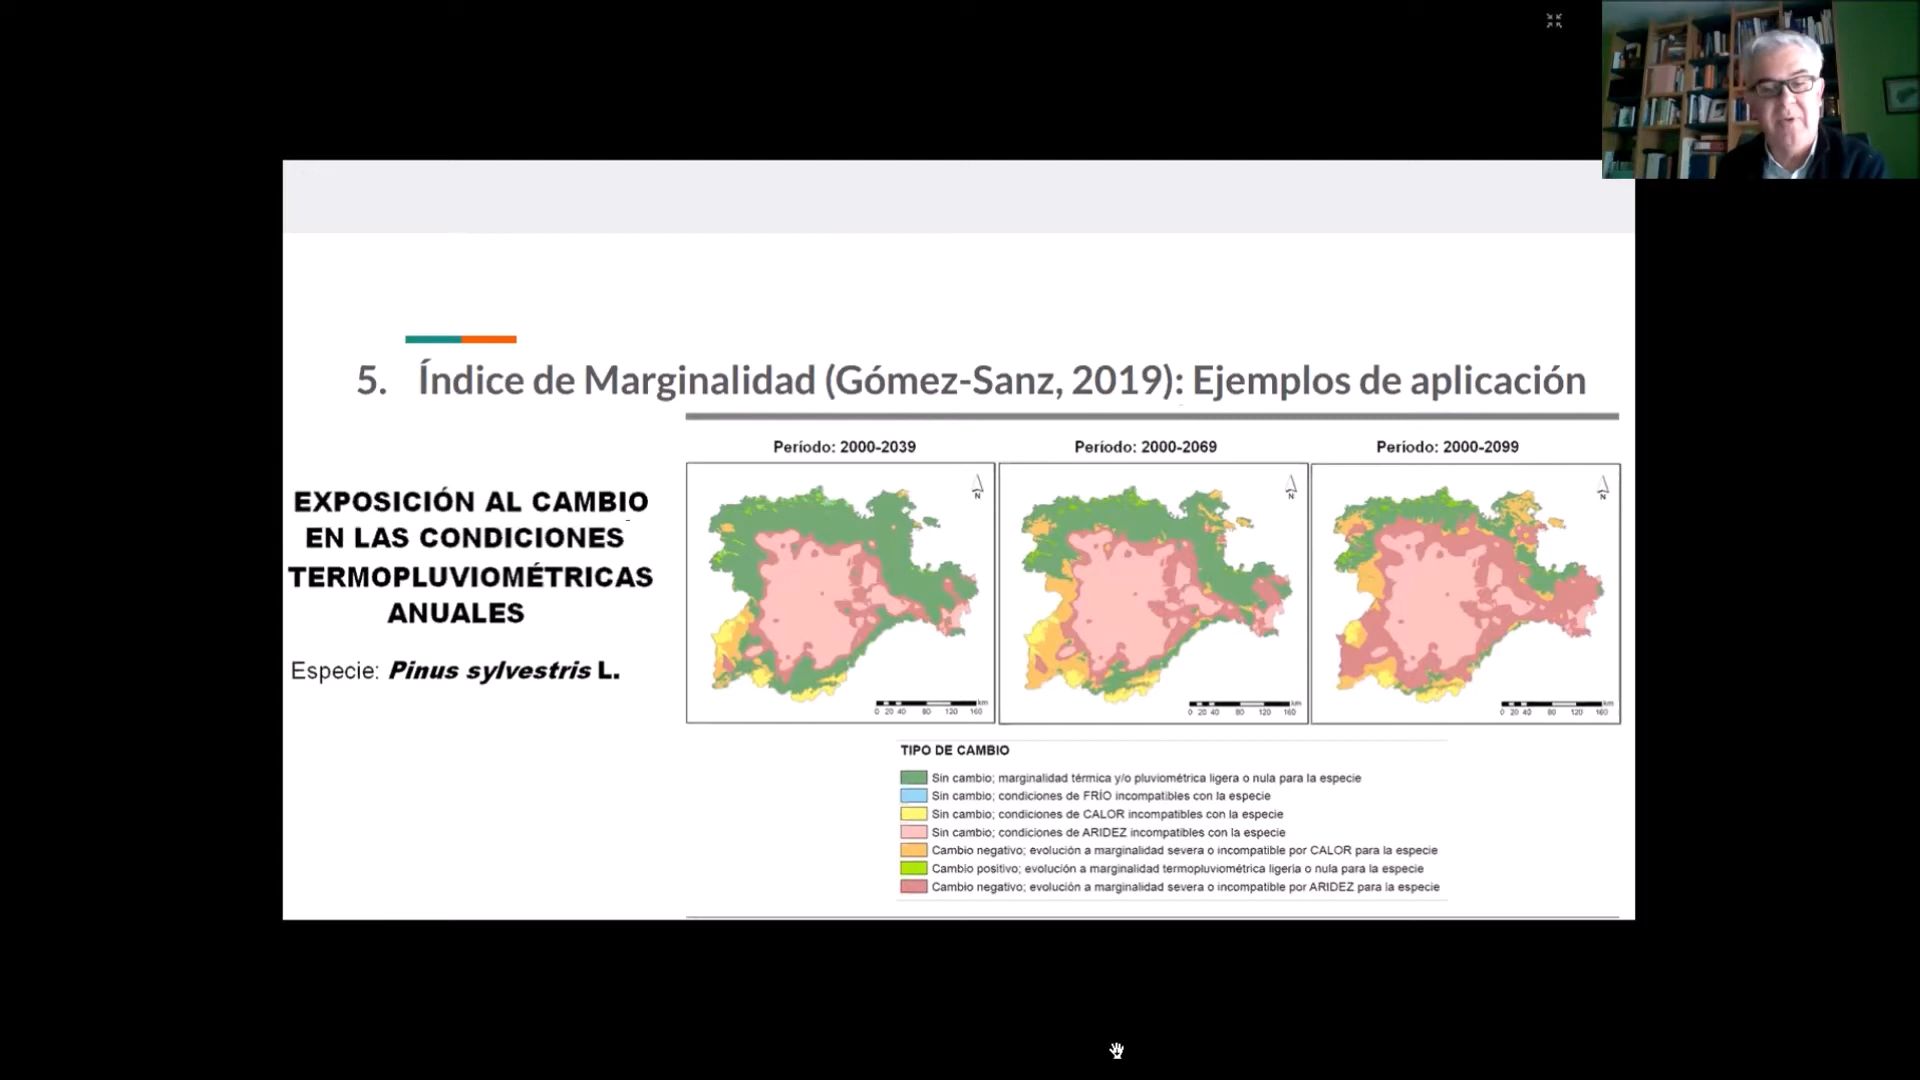 5. Índice de Marginalidad (Gómez-Sanz, 2019): Ejemplos de aplicación
EXPOSICIÓN AL CAMBIO
EN LAS CONDICIONES
TERMOPLUVIOMÉTRICAS
ANUALES
Especie: Pinus sylvestris L.
Período: 2000-2039
N
km
0 20 40 80 120 160
Período: 2000-2069
N
km
0 20 40 80 120 160
Período: 2000-2099
N
km
0 20 40 80 120 160
TIPO DE CAMBIO
Sin cambio; marginalidad térmica y/o pluviométrica ligera o nula para la especie
Sin cambio; condiciones de FRÍO incompatibles con la especie
Sin cambio; condiciones de CALOR incompatibles con la especie
Sin cambio; condiciones de ARIDEZ incompatibles con la especie
Cambio negativo; evolución a marginalidad severa o incompatible por CALOR para la especie
Cambio positivo; evolución a marginalidad termopluviométrica ligería o nula para la especie
Cambio negativo; evolución a marginalidad severa o incompatible por ARIDEZ para la especie